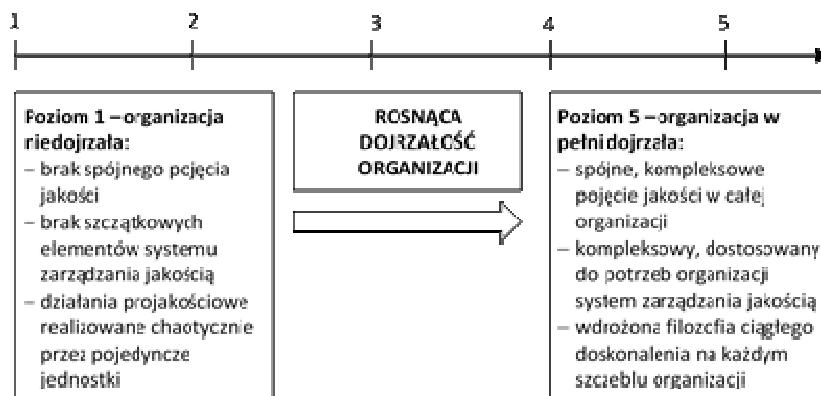 1 2 3 4 5
Poziom 1 – organizacja
niedojrzała:
– brak spójnego pojęcia
jakości
– brak szczątkowych
elementów systemu
zarządzania jakością
– działania projakościowe
realizowane chaotycznie
przez pojedyncze
jednostki
ROSNĄCA
DOJRZAŁOŚĆ
ORGANIZACJI
Poziom 5 – organizacja w
pełni dojrzała:
– spójne, kompleksowe
pojęcie jakości w całej
organizacji
– kompleksowy, dostosowany
do potrzeb organizacji
system zarządzania jakością
– wdrożona filozofia ciągłego
doskonalenia na każdym
szczeblu organizacji